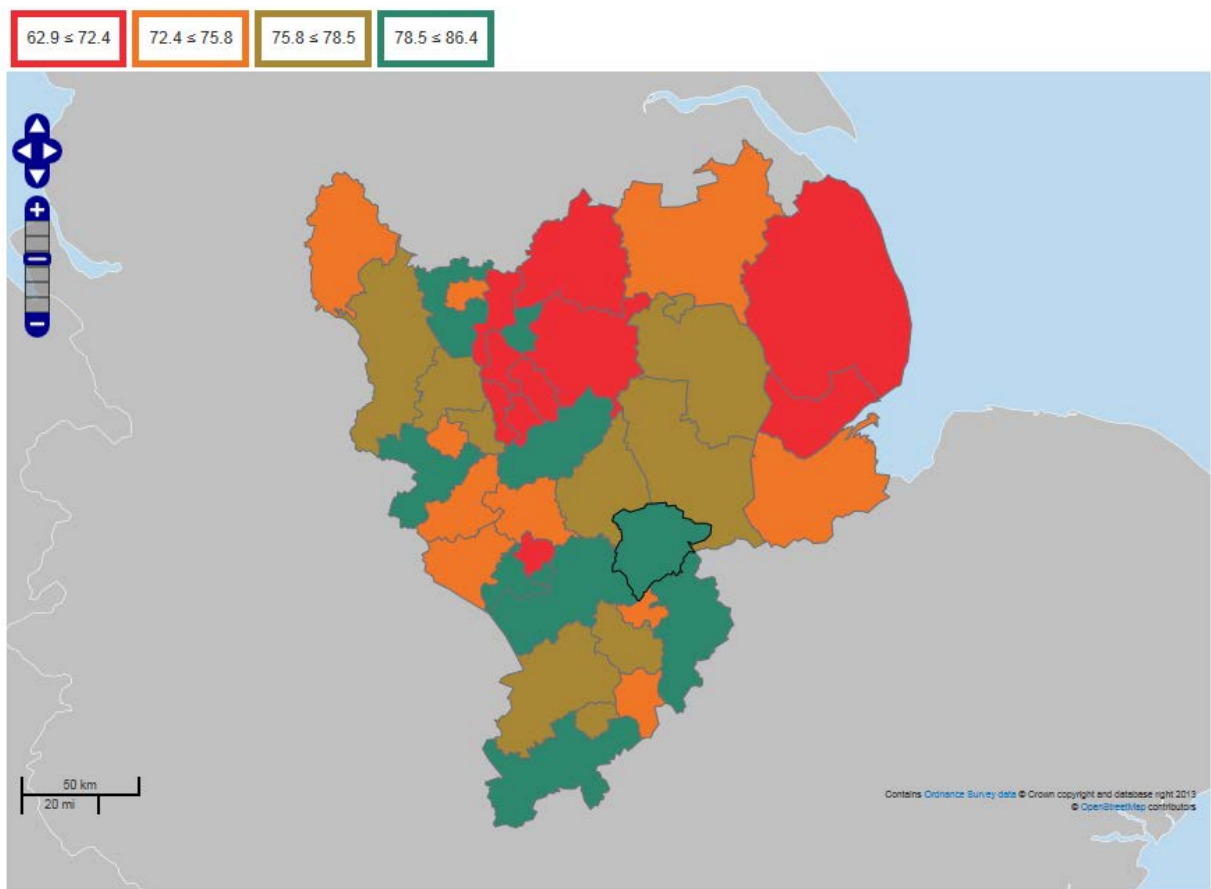 62.9 ≤ 72.4
72.4 ≤ 75.8
75.8 ≤ 78.5
78.5 ≤ 86.4
50 km
20 mi
Contains Ordnance Survey data © Crown copyright and database right 2013
© OpenStreetMap contributors